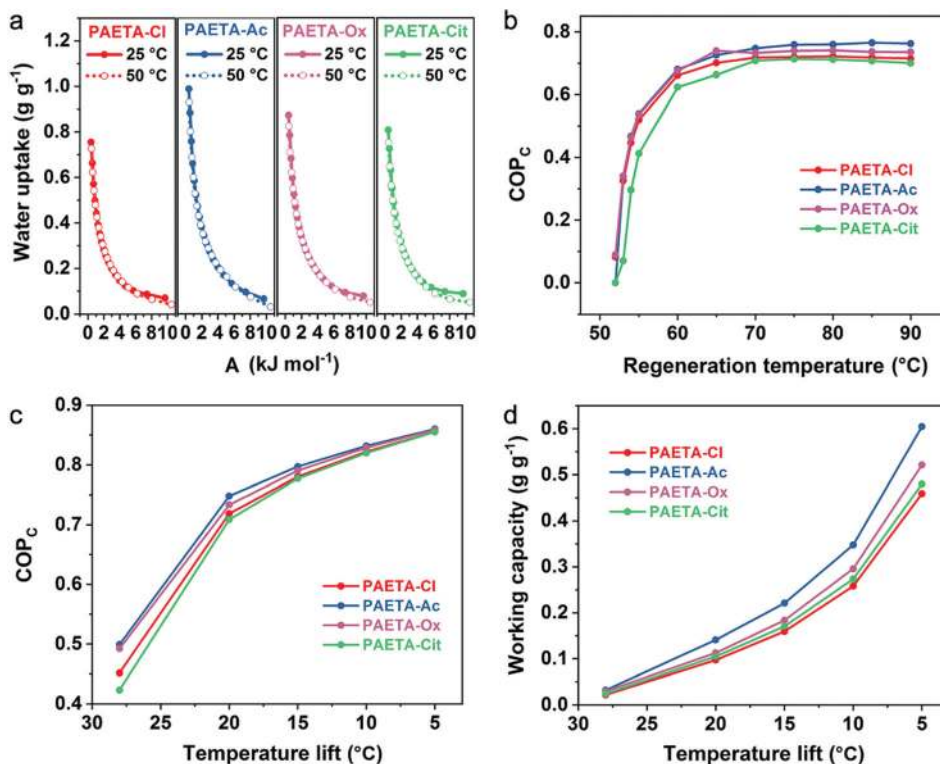 a
PAETA-Cl PAETA-Ac PAETA-Ox PAETA-Cit
25 °C 25 °C 25 °C 25 °C
50 °C 50 °C 50 °C 50 °C
Water uptake (g g⁻¹)
1.2
1.0
0.8
0.6
0.4
0.2
0.0
0 2 4 6 8 10 0 2 4 6 8 10 0 2 4 6 8 10 0 2 4 6 8 10
A (kJ mol⁻¹)
b
COP_C
0.8
0.6
0.4
0.2
0.0
PAETA-Cl
PAETA-Ac
PAETA-Ox
PAETA-Cit
50 60 70 80 90
Regeneration temperature (°C)
c
COP_C
0.9
0.8
0.7
0.6
0.5
0.4
PAETA-Cl
PAETA-Ac
PAETA-Ox
PAETA-Cit
30 25 20 15 10 5
Temperature lift (°C)
d
Working capacity (g g⁻¹)
0.6
0.5
0.4
0.3
0.2
0.1
0.0
PAETA-Cl
PAETA-Ac
PAETA-Ox
PAETA-Cit
30 25 20 15 10 5
Temperature lift (°C)